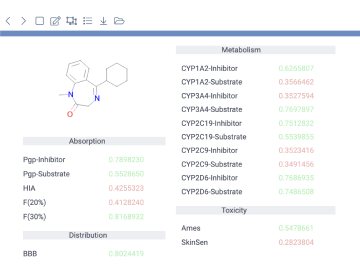 N
N
O
Absorption
Pgp-Inhibitor 0.7898230
Pgp-Substrate 0.5528650
HIA 0.4255323
F(20%) 0.4128240
F(30%) 0.8168932
Distribution
BBB 0.8024415
Metabolism
CYP1A2-Inhibitor 0.6265807
CYP1A2-Substrate 0.3566462
CYP3A4-Inhibitor 0.3527594
CYP3A4-Substrate 0.7697897
CYP2C19-Inhibitor 0.7512832
CYP2C19-Substrate 0.5539835
CYP2C9-Inhibitor 0.3523416
CYP2C9-Substrate 0.3491456
CYP2D6-Inhibitor 0.7586935
CYP2D6-Substrate 0.7486508
Toxicity
Ames 0.5478661
SkinSen 0.2823804